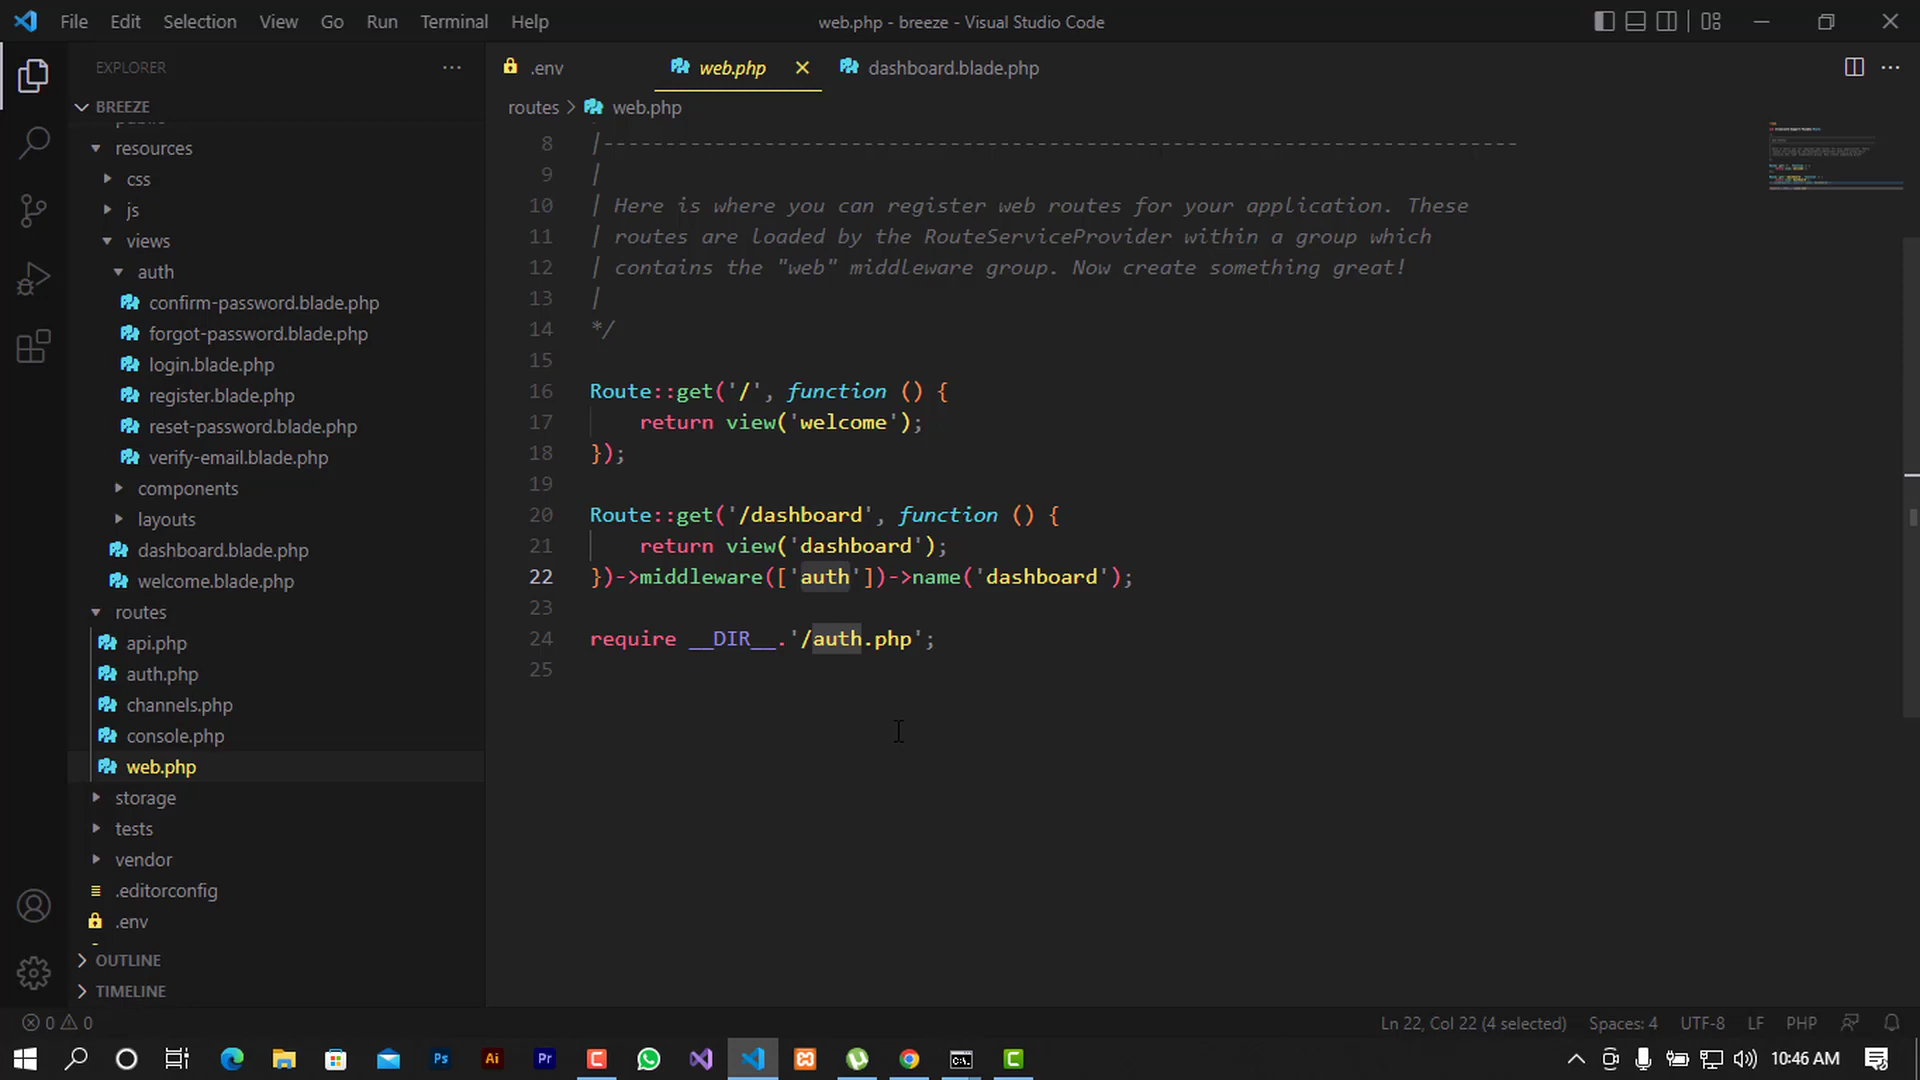 File Edit Selection View Go Run Terminal Help
web.php - breeze - Visual Studio Code
EXPLORER
BREEZE
resources
css
js
views
auth
confirm-password.blade.php
forgot-password.blade.php
login.blade.php
register.blade.php
reset-password.blade.php
verify-email.blade.php
components
layouts
dashboard.blade.php
welcome.blade.php
routes
api.php
auth.php
channels.php
console.php
web.php
storage
tests
vendor
.editorconfig
.env
OUTLINE
TIMELINE
.env web.php dashboard.blade.php
routes > web.php
8 |--------------------------------------------------------------------------
9 |
10 | Here is where you can register web routes for your application. These
11 | routes are loaded by the RouteServiceProvider within a group which
12 | contains the "web" middleware group. Now create something great!
13 |
14 */
15
16 Route::get('/', function () {
17 return view('welcome');
18 });
19
20 Route::get('/dashboard', function () {
21 return view('dashboard');
22 })->middleware(['auth'])->name('dashboard');
23
24 require __DIR__.'/auth.php';
25
0 0 Ln 22, Col 22 (4 selected) Spaces: 4 UTF-8 LF PHP
Ps Ai Pr 10:46 AM